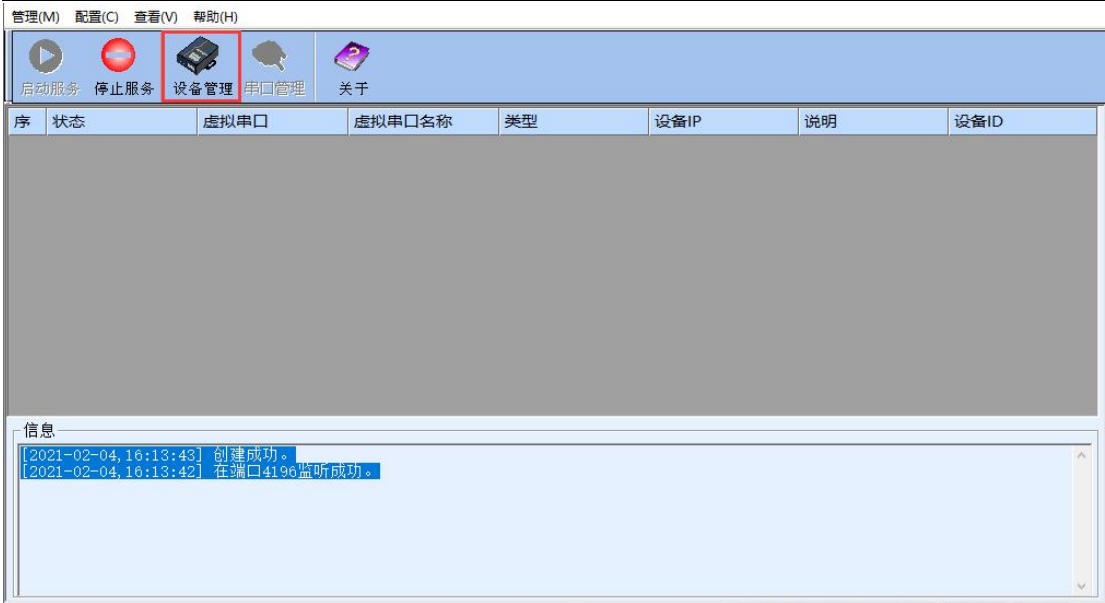 管理(M) 配置(C) 查看(V) 帮助(H)
启动服务 停止服务 设备管理 串口管理 关于
序 状态 虚拟串口 虚拟串口名称 类型 设备IP 说明 设备ID
信息
[2021-02-04,16:13:43] 创建成功。
[2021-02-04,16:13:42] 在端口4196监听成功。